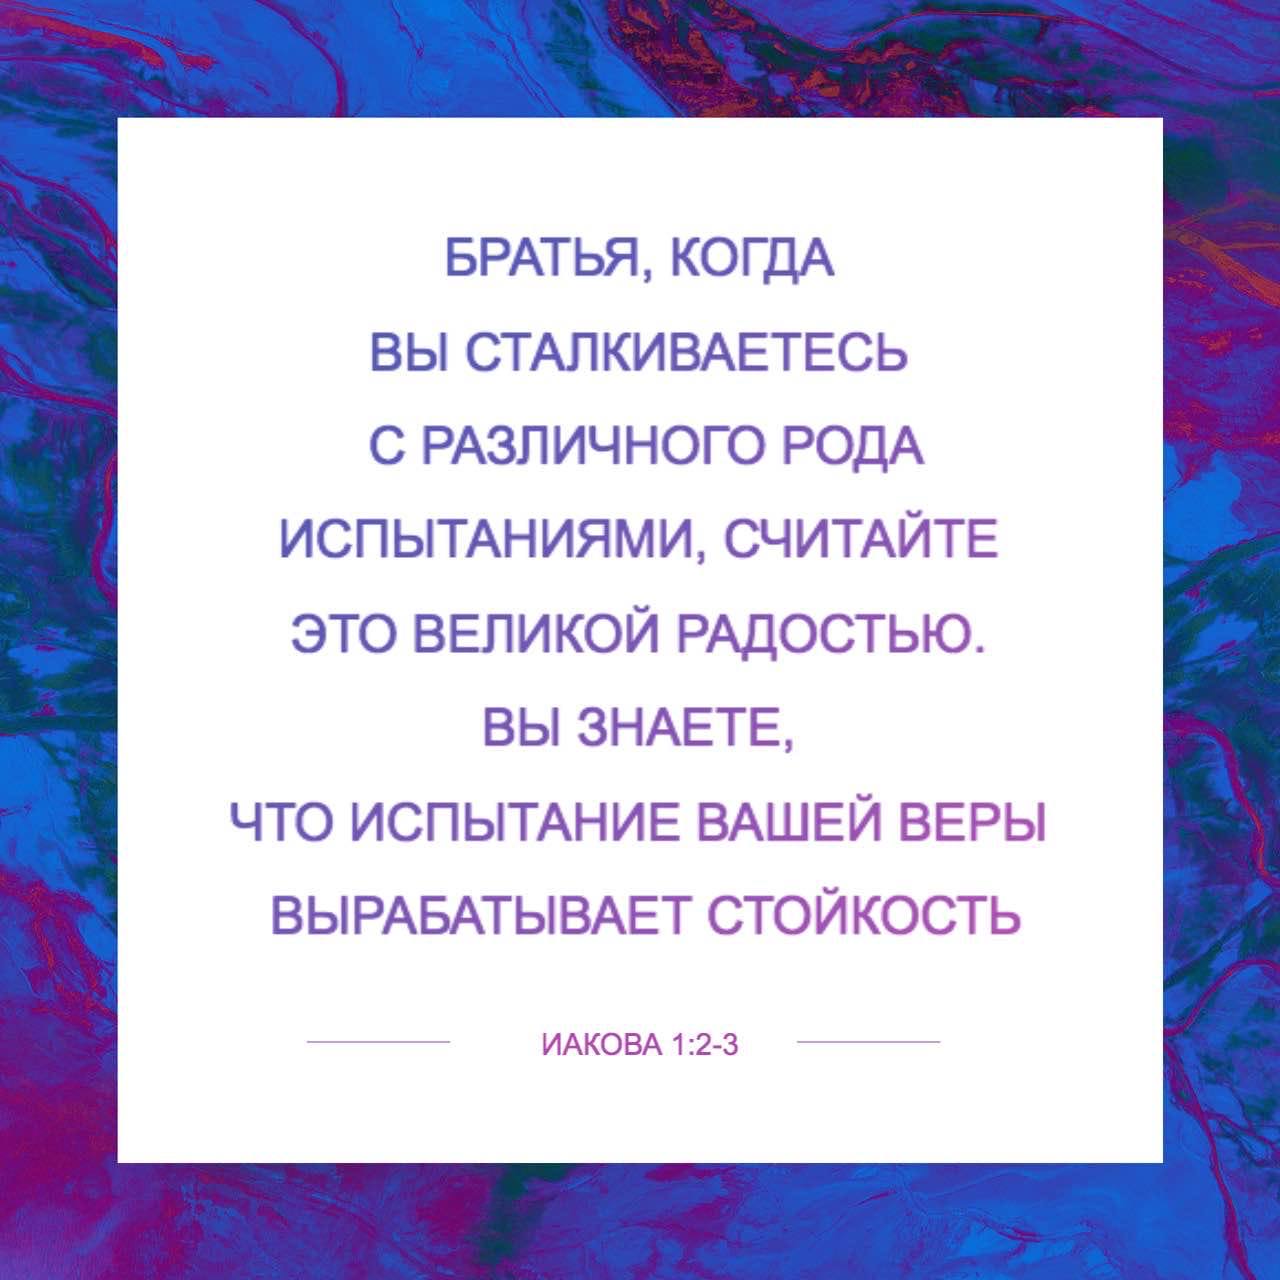 БРАТЬЯ, КОГДА
ВЫ СТАЛКИВАЕТЕСЬ
С РАЗЛИЧНОГО РОДА
ИСПЫТАНИЯМИ, СЧИТАЙТЕ
ЭТО ВЕЛИКОЙ РАДОСТЬЮ.
ВЫ ЗНАЕТЕ,
ЧТО ИСПЫТАНИЕ ВАШЕЙ ВЕРЫ
ВЫРАБАТЫВАЕТ СТОЙКОСТЬ
ИАКОВА 1:2-3